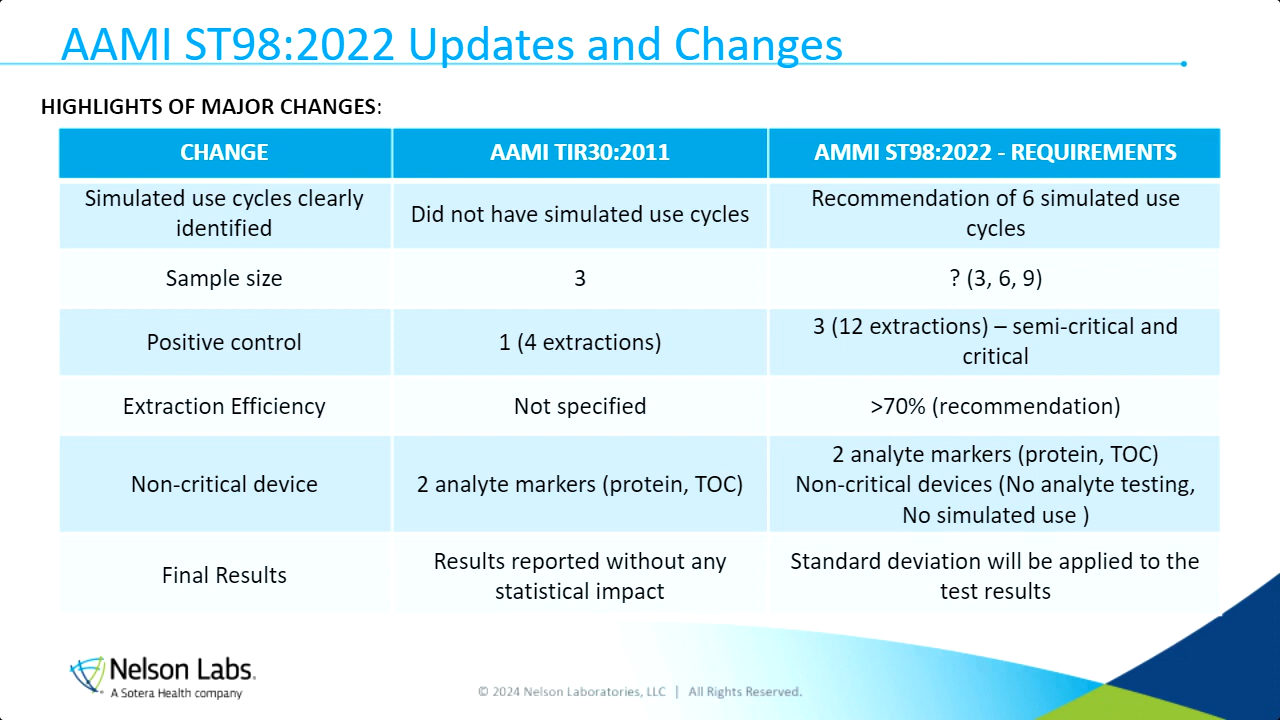 AAMI ST98:2022 Updates and Changes
HIGHLIGHTS OF MAJOR CHANGES:
CHANGE
AAMI TIR30:2011
AMMI ST98:2022 - REQUIREMENTS
Simulated use cycles clearly
identified
Did not have simulated use cycles
Recommendation of 6 simulated use
cycles
Sample size
3
? (3, 6, 9)
Positive control
1 (4 extractions)
3 (12 extractions) – semi-critical and
critical
Extraction Efficiency
Not specified
>70% (recommendation)
Non-critical device
2 analyte markers (protein, TOC)
2 analyte markers (protein, TOC)
Non-critical devices (No analyte testing,
No simulated use )
Final Results
Results reported without any
statistical impact
Standard deviation will be applied to the
test results
Nelson Labs.
A Sotera Health company
© 2024 Nelson Laboratories, LLC | All Rights Reserved.